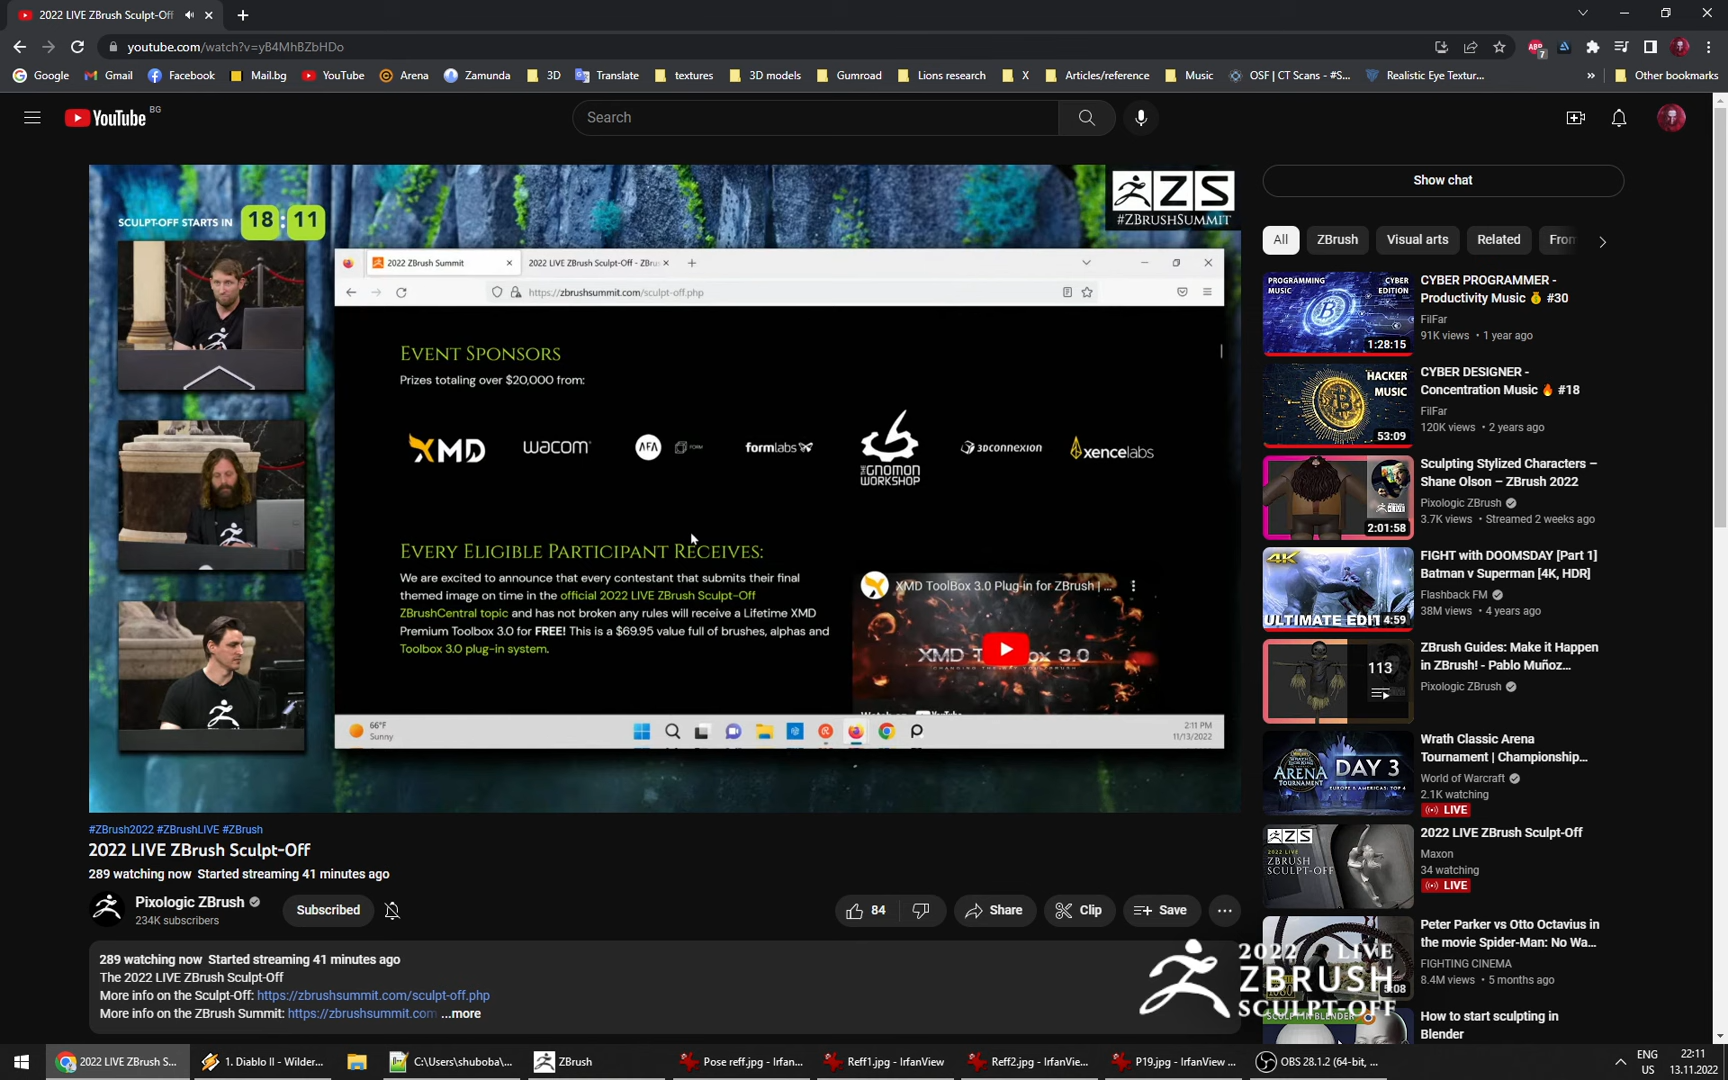 2022 LIVE ZBrush Sculpt-Off
youtube.com/watch?v=yB4MhBZbHDo
ABP
7
Google
Gmail
Facebook
Mail.bg
YouTube
Arena
Zamunda
3D
Translate
textures
3D models
Gumroad
Lions research
X
Articles/reference
Music
OSF | CT Scans - #S...
Realistic Eye Textur...
»
Other bookmarks
YouTube BG
Search
SCULPT-OFF STARTS IN 18:11
ZS
#ZBRUSHSUMMIT
2022 ZBrush Summit
2022 LIVE ZBrush Sculpt-Off - ZBru
https://zbrushsummit.com/sculpt-off.php
EVENT SPONSORS
Prizes totaling over $20,000 from:
XMD
wacom
AFA
FORM
formlabs
THE GNOMON WORKSHOP
3Dconnexion
xencelabs
EVERY ELIGIBLE PARTICIPANT RECEIVES:
We are excited to announce that every contestant that submits their final
themed image on time in the official 2022 LIVE ZBrush Sculpt-Off
ZBrushCentral topic and has not broken any rules will receive a Lifetime XMD
Premium Toolbox 3.0 for FREE! This is a $69.95 value full of brushes, alphas and
Toolbox 3.0 plug-in system.
XMD ToolBox 3.0 Plug-in for ZBrush | ...
66°F
Sunny
2:11 PM
11/13/2022
#ZBrush2022 #ZBrushLIVE #ZBrush
2022 LIVE ZBrush Sculpt-Off
289 watching now Started streaming 41 minutes ago
Pixologic ZBrush
234K subscribers
Subscribed
84
Share
Clip
Save
289 watching now Started streaming 41 minutes ago
The 2022 LIVE ZBrush Sculpt-Off
More info on the Sculpt-Off: https://zbrushsummit.com/sculpt-off.php
More info on the ZBrush Summit: https://zbrushsummit.com ...more
2022 LIVE
ZBRUSH
SCULPT-OFF
Show chat
All
ZBrush
Visual arts
Related
From
PROGRAMMING MUSIC
CYBER EDITION
1:28:15
CYBER PROGRAMMER -
Productivity Music 💰 #30
FilFar
91K views • 1 year ago
HACKER MUSIC
53:09
CYBER DESIGNER -
Concentration Music 🔥 #18
FilFar
120K views • 2 years ago
2:01:58
Sculpting Stylized Characters –
Shane Olson – ZBrush 2022
Pixologic ZBrush
3.7K views • Streamed 2 weeks ago
4K
ULTIMATE EDIT
4:59
FIGHT with DOOMSDAY [Part 1]
Batman v Superman [4K, HDR]
Flashback FM
38M views • 4 years ago
113
ZBrush Guides: Make it Happen
in ZBrush! - Pablo Muñoz...
Pixologic ZBrush
ARENA TOURNAMENT
DAY 3
Wrath Classic Arena
Tournament | Championship...
World of Warcraft
2.1K watching
LIVE
ZS
2022 LIVE
ZBRUSH
SCULPT-OFF
2022 LIVE ZBrush Sculpt-Off
Maxon
34 watching
LIVE
5:08
Peter Parker vs Otto Octavius in
the movie Spider-Man: No Wa...
FIGHTING CINEMA
8.4M views • 5 months ago
SCULPT IN BLENDER
How to start sculpting in
Blender
2022 LIVE ZBrush S...
1. Diablo II - Wilder...
C:\Users\shuboba\...
ZBrush
Pose reff.jpg - Irfan...
Reff1.jpg - IrfanView
Reff2.jpg - IrfanVie...
P19.jpg - IrfanView ...
OBS 28.1.2 (64-bit, ...
ENG
US
22:11
13.11.2022